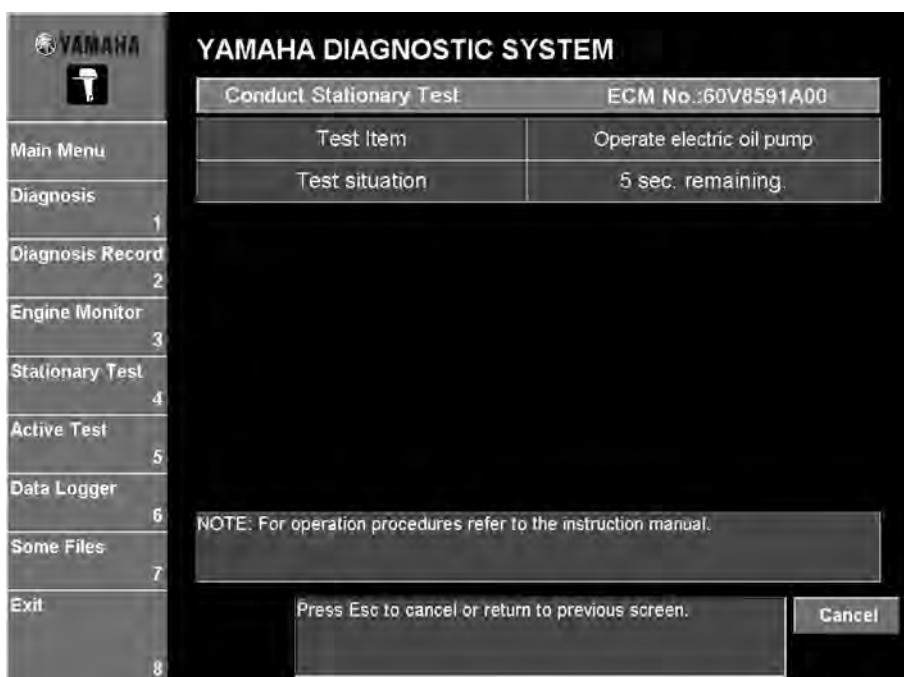 YAMAHA
YAMAHA DIAGNOSTIC SYSTEM
Conduct Stationary Test ECM No.:60V8591A00
Test Item Operate electric oil pump
Test situation 5 sec. remaining.
Main Menu
Diagnosis
1
Diagnosis Record
2
Engine Monitor
3
Stationary Test
4
Active Test
5
Data Logger
6
Some Files
7
Exit
8
NOTE: For operation procedures refer to the instruction manual.
Press Esc to cancel or return to previous screen.
Cancel